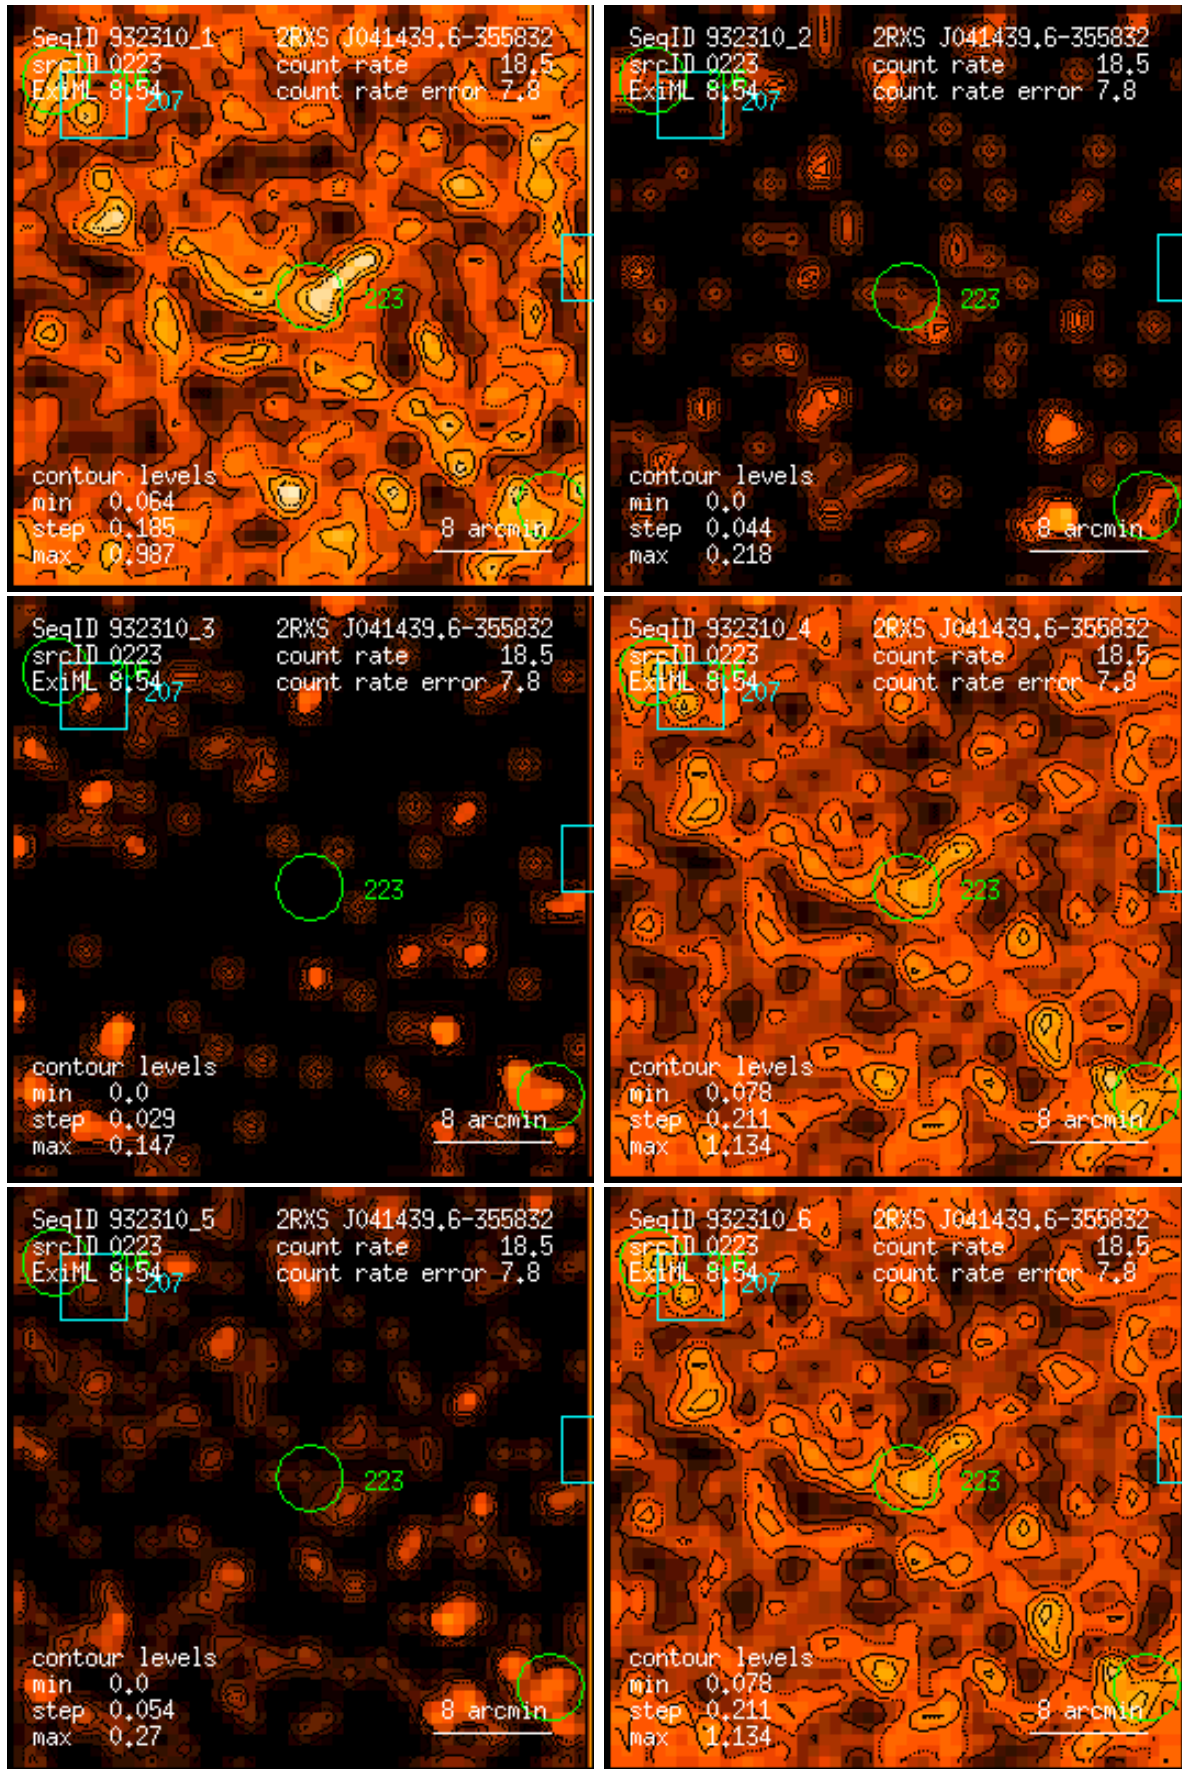 SeqID 932310_1 2RXS J041439.6-355832
srcID 0223 count rate 18.5
ExiML 8.54 count rate error 7.8
207
223
contour levels
min 0.064
step 0.185
max 0.987
8 arcmin
SeqID 932310_2 2RXS J041439.6-355832
srcID 0223 count rate 18.5
ExiML 8.54 count rate error 7.8
207
223
contour levels
min 0.0
step 0.044
max 0.218
8 arcmin
SeqID 932310_3 2RXS J041439.6-355832
srcID 0223 count rate 18.5
ExiML 8.54 count rate error 7.8
207
223
contour levels
min 0.0
step 0.029
max 0.147
8 arcmin
SeqID 932310_4 2RXS J041439.6-355832
srcID 0223 count rate 18.5
ExiML 8.54 count rate error 7.8
207
223
contour levels
min 0.078
step 0.211
max 1.134
8 arcmin
SeqID 932310_5 2RXS J041439.6-355832
srcID 0223 count rate 18.5
ExiML 8.54 count rate error 7.8
207
223
contour levels
min 0.0
step 0.054
max 0.27
8 arcmin
SeqID 932310_6 2RXS J041439.6-355832
srcID 0223 count rate 18.5
ExiML 8.54 count rate error 7.8
207
223
contour levels
min 0.078
step 0.211
max 1.134
8 arcmin